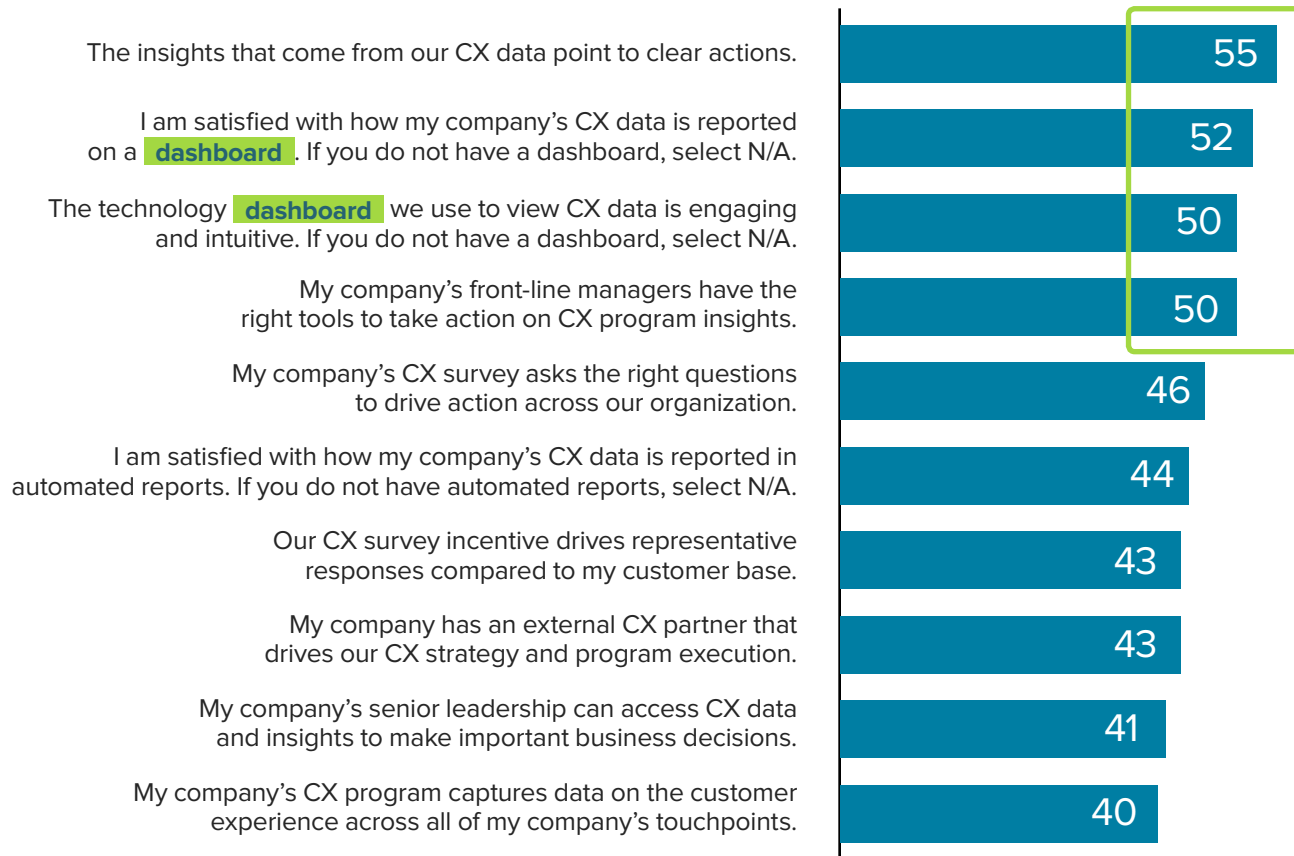 The insights that come from our CX data point to clear actions.
55
I am satisfied with how my company’s CX data is reported
on a dashboard. If you do not have a dashboard, select N/A.
52
The technology dashboard we use to view CX data is engaging
and intuitive. If you do not have a dashboard, select N/A.
50
My company’s front-line managers have the
right tools to take action on CX program insights.
50
My company’s CX survey asks the right questions
to drive action across our organization.
46
I am satisfied with how my company’s CX data is reported in
automated reports. If you do not have automated reports, select N/A.
44
Our CX survey incentive drives representative
responses compared to my customer base.
43
My company has an external CX partner that
drives our CX strategy and program execution.
43
My company’s senior leadership can access CX data
and insights to make important business decisions.
41
My company’s CX program captures data on the customer
experience across all of my company’s touchpoints.
40